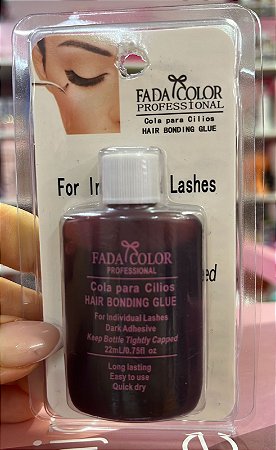 FADA COLOR
PROFESSIONAL
Cola para Cilios
HAIR BONDING GLUE
For In Lashes
ed
FADA COLOR
PROFESSIONAL
Cola para Cilios
HAIR BONDING GLUE
For Individual Lashes
Dark Adhesive
Keep Bottle Tightly Capped
22mL/0.75fl oz
Long lasting
Easy to use
Quick dry